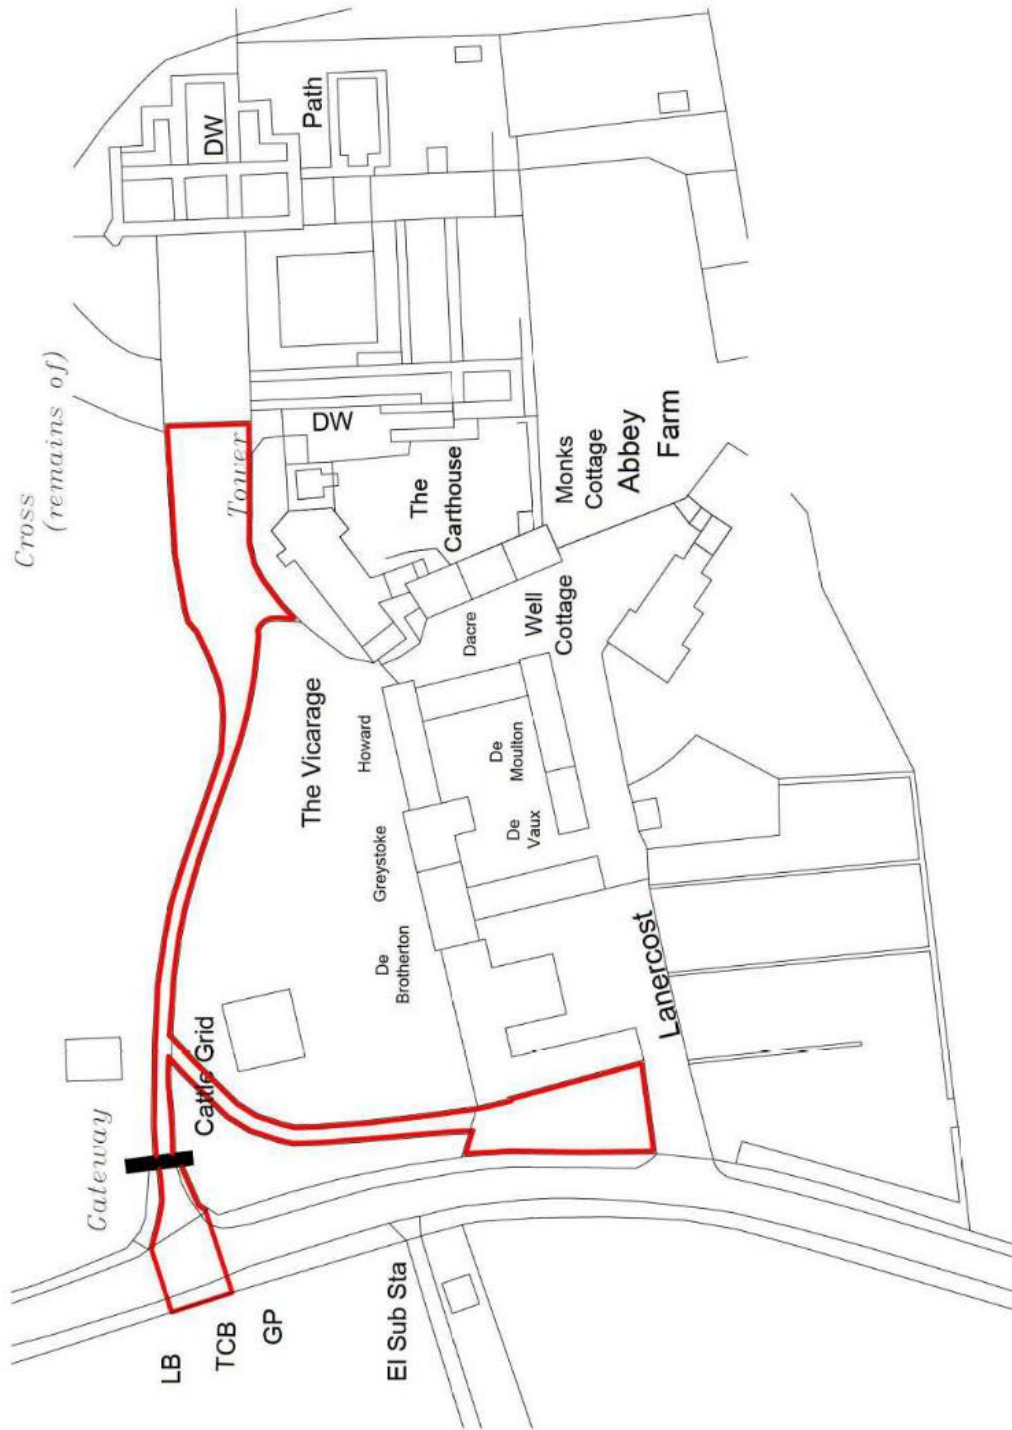 Cross
(remains of)
DW
Path
Tower
DW
The
Carthouse
Monks
Cottage
Abbey
Farm
Dacre
Well
Cottage
The Vicarage
Howard
De
Moulton
Greystoke
De
Vaux
De
Brotherton
Lanercost
Cattle Grid
Gateway
LB
TCB
GP
El Sub Sta